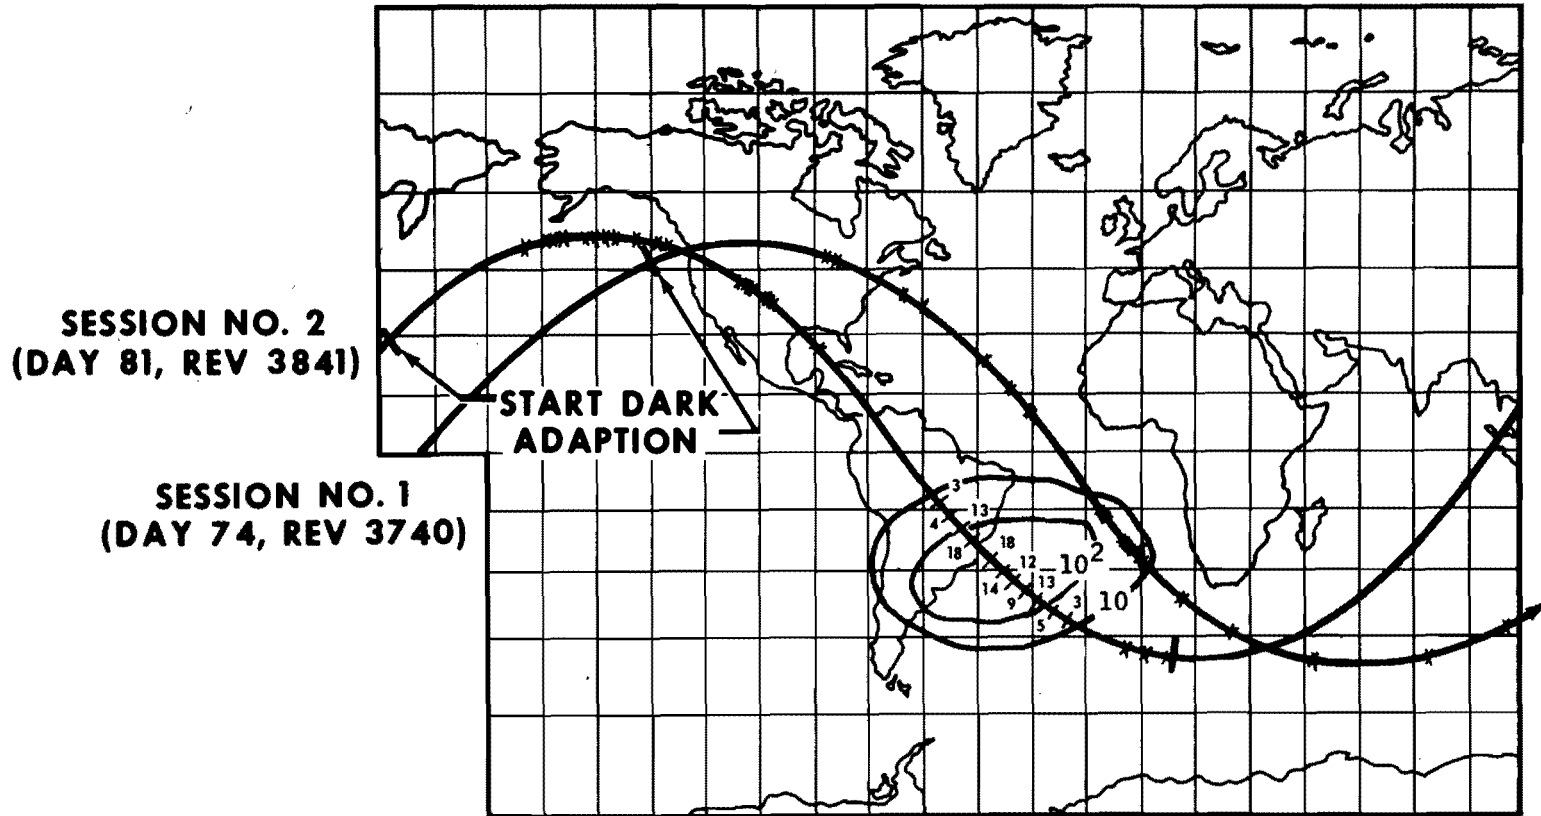 SESSION NO. 2
(DAY 81, REV 3841)
START DARK
ADAPTION
SESSION NO. 1
(DAY 74, REV 3740)
3
13
4
18
18
10²
12
14
13
9
3
10
5